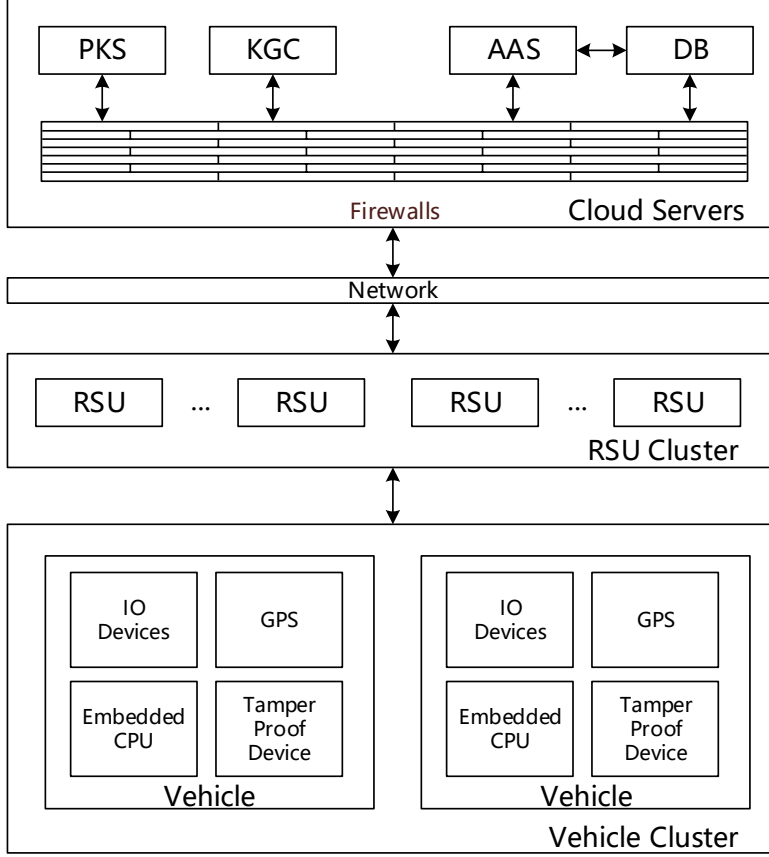 PKS
KGC
AAS
DB
Firewalls
Cloud Servers
Network
RSU
...
RSU
RSU
...
RSU
RSU Cluster
IO
Devices
GPS
Embedded
CPU
Tamper
Proof
Device
Vehicle
IO
Devices
GPS
Embedded
CPU
Tamper
Proof
Device
Vehicle
Vehicle Cluster